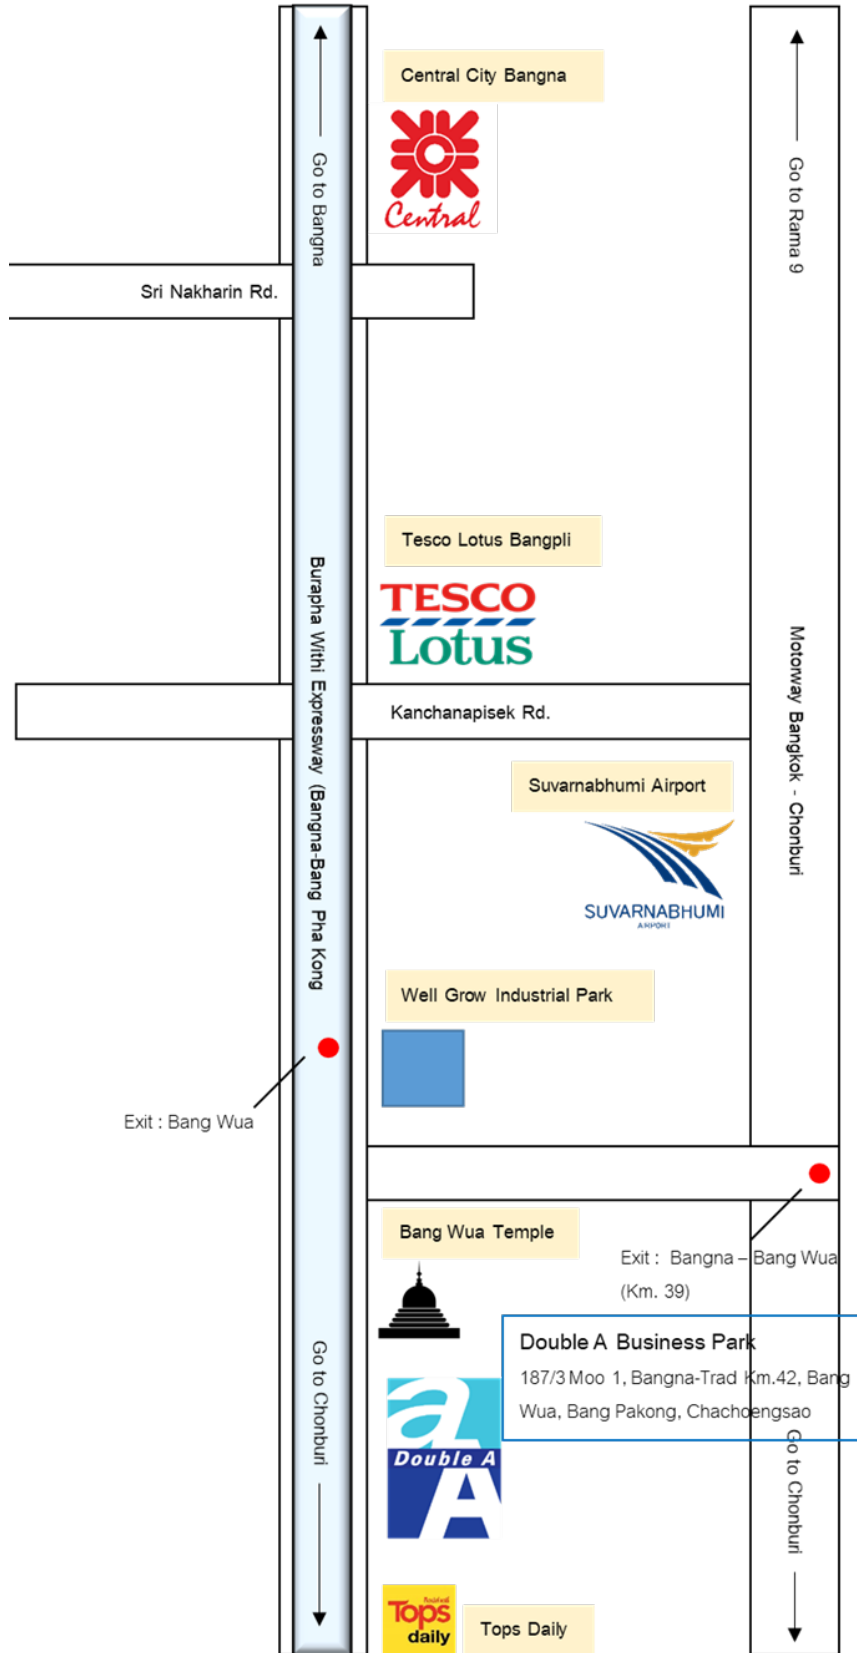 Central City Bangna
Central
Go to Bangna
Go to Rama 9
Sri Nakharin Rd.
Tesco Lotus Bangpli
TESCO
Lotus
Burapha Withi Expressway (Bangna-Bang Pha Kong
Motorway Bangkok - Chonburi
Kanchanapisek Rd.
Suvarnabhumi Airport
SUVARNABHUMI
AIRPORT
Well Grow Industrial Park
Exit : Bang Wua
Bang Wua Temple
Exit : Bangna – Bang Wua
(Km. 39)
Double A Business Park
187/3 Moo 1, Bangna-Trad Km.42, Bang
Wua, Bang Pakong, Chachoengsao
Go to Chonburi
Go to Chonburi
a
Double A
A
Tops
daily
Tops Daily